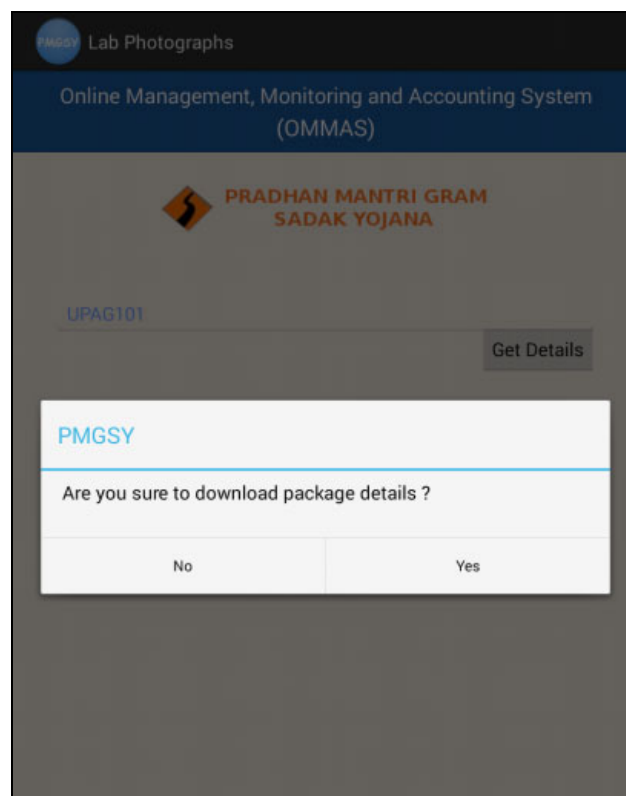 PMGSY Lab Photographs
Online Management, Monitoring and Accounting System
(OMMAS)
PRADHAN MANTRI GRAM
SADAK YOJANA
UPAG101
Get Details
PMGSY
Are you sure to download package details ?
No Yes